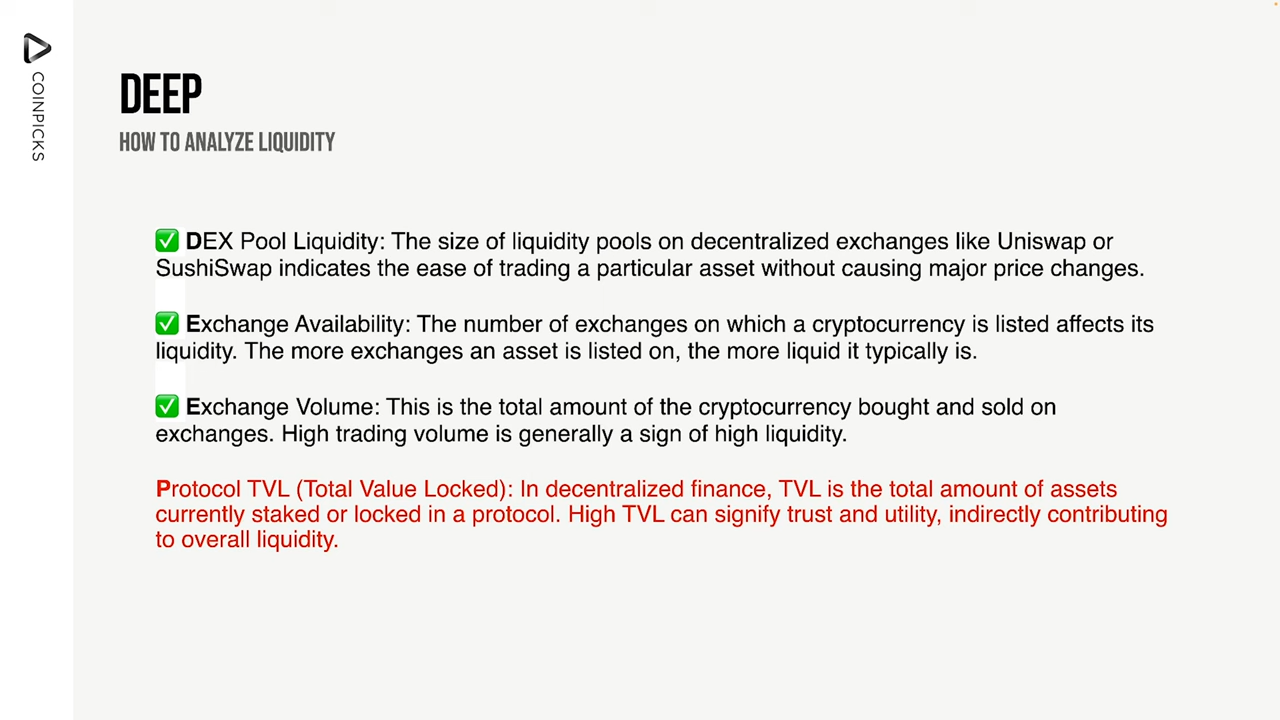 COINPICKS
DEEP
HOW TO ANALYZE LIQUIDITY
✅ DEX Pool Liquidity: The size of liquidity pools on decentralized exchanges like Uniswap or
SushiSwap indicates the ease of trading a particular asset without causing major price changes.
✅ Exchange Availability: The number of exchanges on which a cryptocurrency is listed affects its
liquidity. The more exchanges an asset is listed on, the more liquid it typically is.
✅ Exchange Volume: This is the total amount of the cryptocurrency bought and sold on
exchanges. High trading volume is generally a sign of high liquidity.
Protocol TVL (Total Value Locked): In decentralized finance, TVL is the total amount of assets
currently staked or locked in a protocol. High TVL can signify trust and utility, indirectly contributing
to overall liquidity.